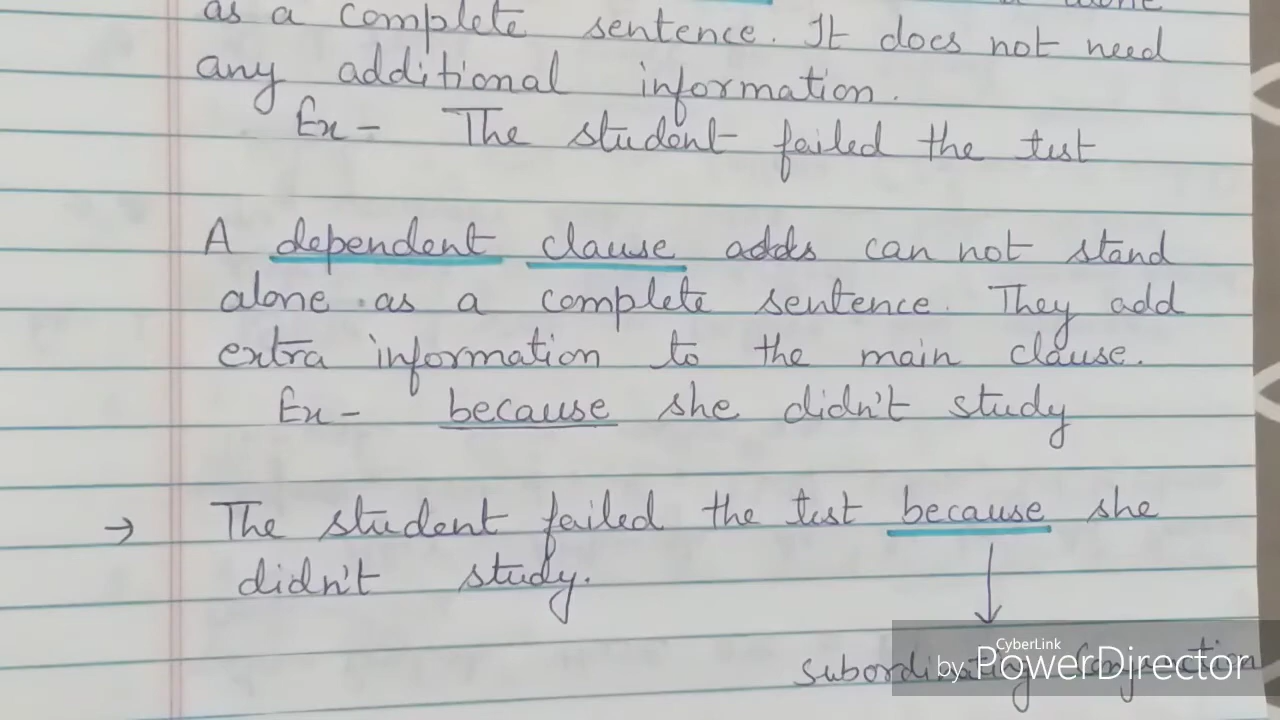 as a complete sentence. It does not need
any additional information.
Ex - The student failed the test
A dependent clause adds can not stand
alone as a complete sentence. They add
extra information to the main clause.
Ex - because she didn't study
→ The student failed the test because she
didn't study.
subordinating conjunction
CyberLink
by PowerDirector